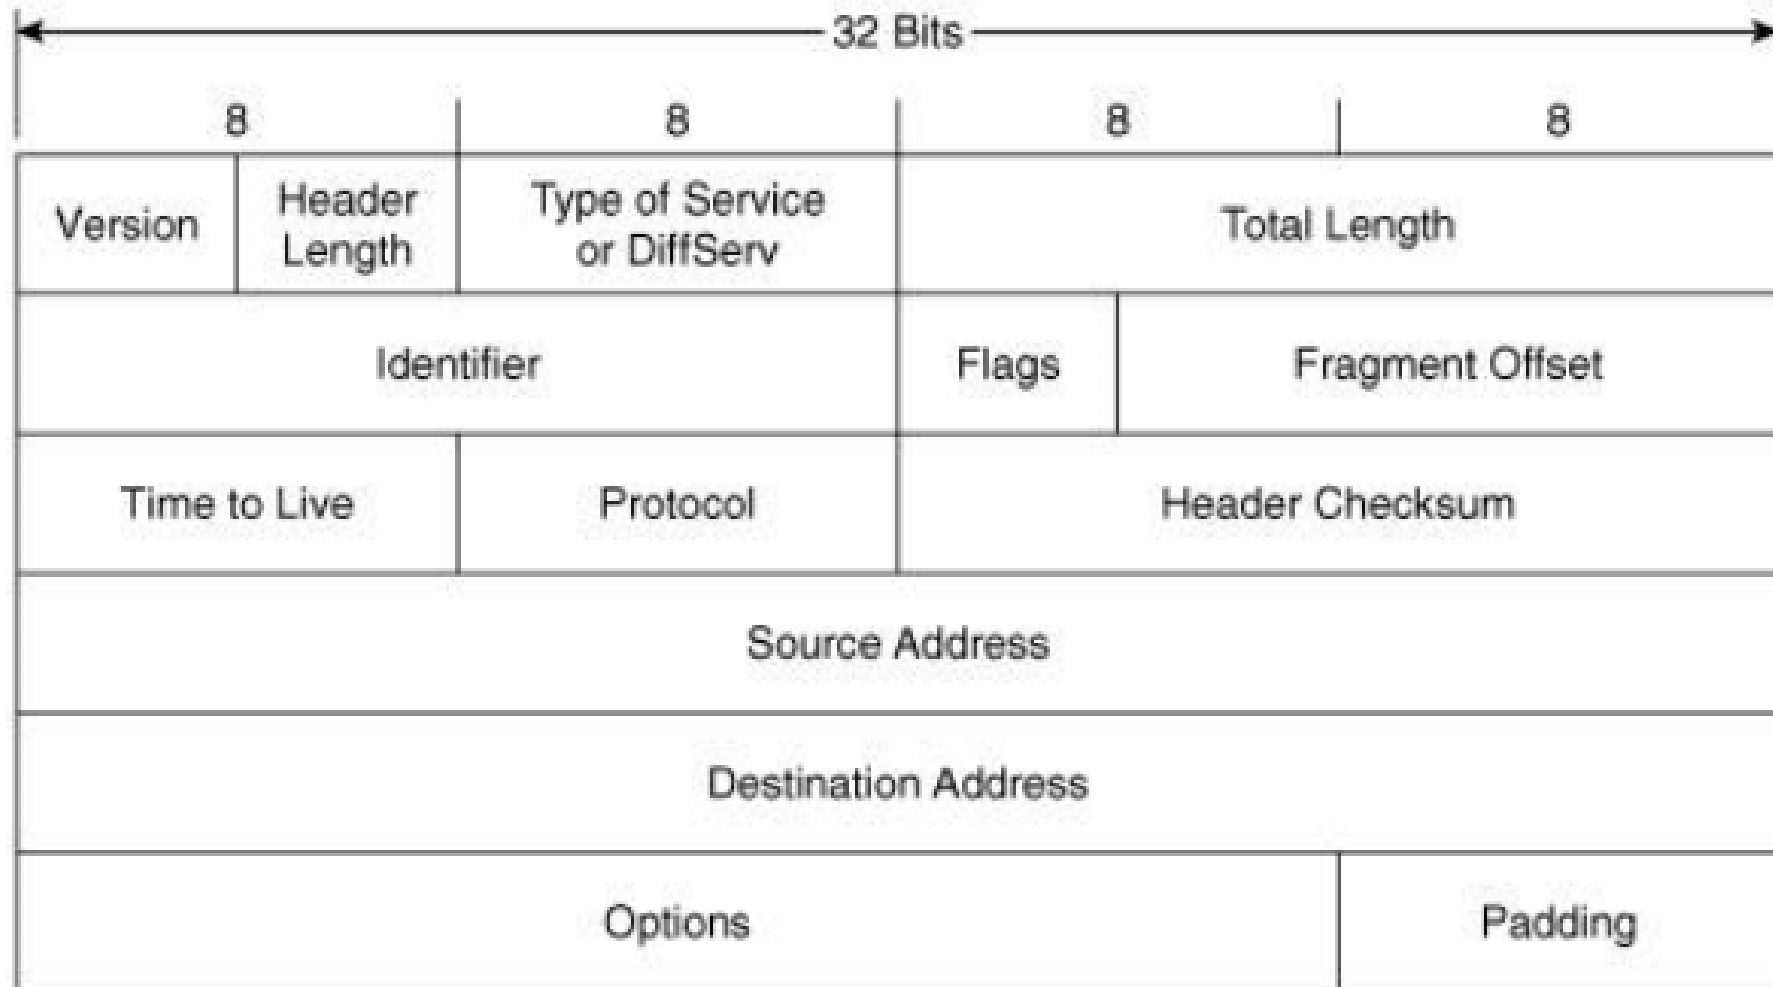 32 Bits
8 8 8 8
Version
Header
Length
Type of Service
or DiffServ
Total Length
Identifier
Flags
Fragment Offset
Time to Live
Protocol
Header Checksum
Source Address
Destination Address
Options
Padding